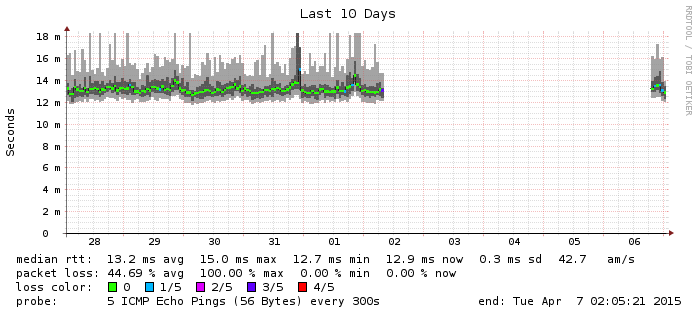 Last 10 Days
RRDTOOL / TOBI OETIKER
Seconds
18 m
16 m
14 m
12 m
10 m
8 m
6 m
4 m
2 m
0
28 29 30 31 01 02 03 04 05 06
median rtt: 13.2 ms avg 15.0 ms max 12.7 ms min 12.9 ms now 0.3 ms sd 42.7 am/s
packet loss: 44.69 % avg 100.00 % max 0.00 % min 0.00 % now
loss color: 0 1/5 2/5 3/5 4/5
probe: 5 ICMP Echo Pings (56 Bytes) every 300s end: Tue Apr 7 02:05:21 2015